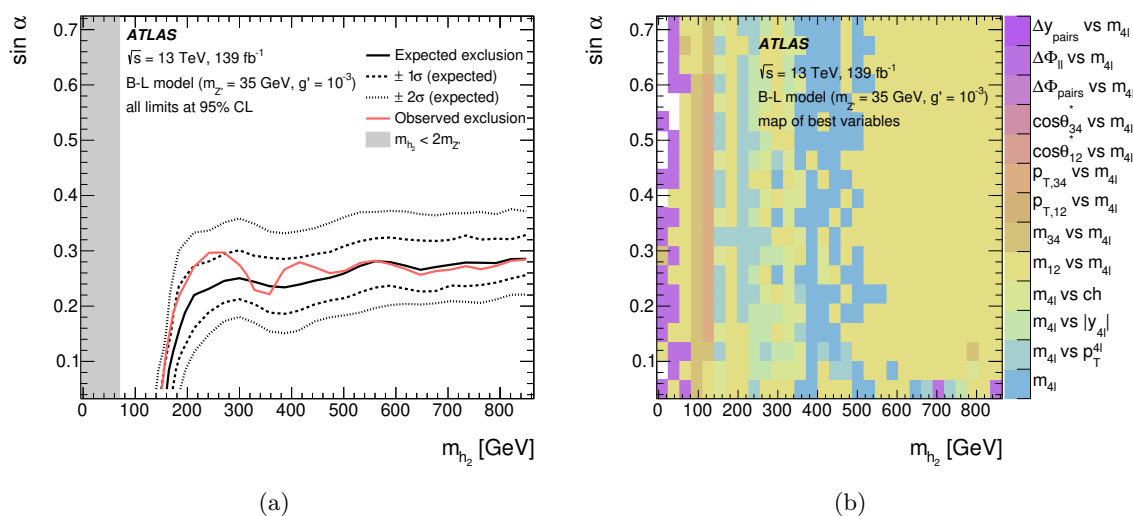 sin α
ATLAS
√s = 13 TeV, 139 fb⁻¹
B-L model (m_Z' = 35 GeV, g' = 10⁻³)
all limits at 95% CL
Expected exclusion
± 1σ (expected)
± 2σ (expected)
Observed exclusion
m_h₂ < 2m_Z'
0.7
0.6
0.5
0.4
0.3
0.2
0.1
0 100 200 300 400 500 600 700 800
m_h₂ [GeV]
(a)
sin α
ATLAS
√s = 13 TeV, 139 fb⁻¹
B-L model (m_Z' = 35 GeV, g' = 10⁻³)
map of best variables
0.7
0.6
0.5
0.4
0.3
0.2
0.1
0 100 200 300 400 500 600 700 800
m_h₂ [GeV]
Δy_pairs vs m_4l
ΔΦ_ll vs m_4l
ΔΦ_pairs vs m_4l
cosθ*_34 vs m_4l
cosθ*_12 vs m_4l
p_T,34 vs m_4l
p_T,12 vs m_4l
m_34 vs m_4l
m_12 vs m_4l
m_4l vs ch
m_4l vs |y_4l|
m_4l vs p_T^4l
m_4l
(b)